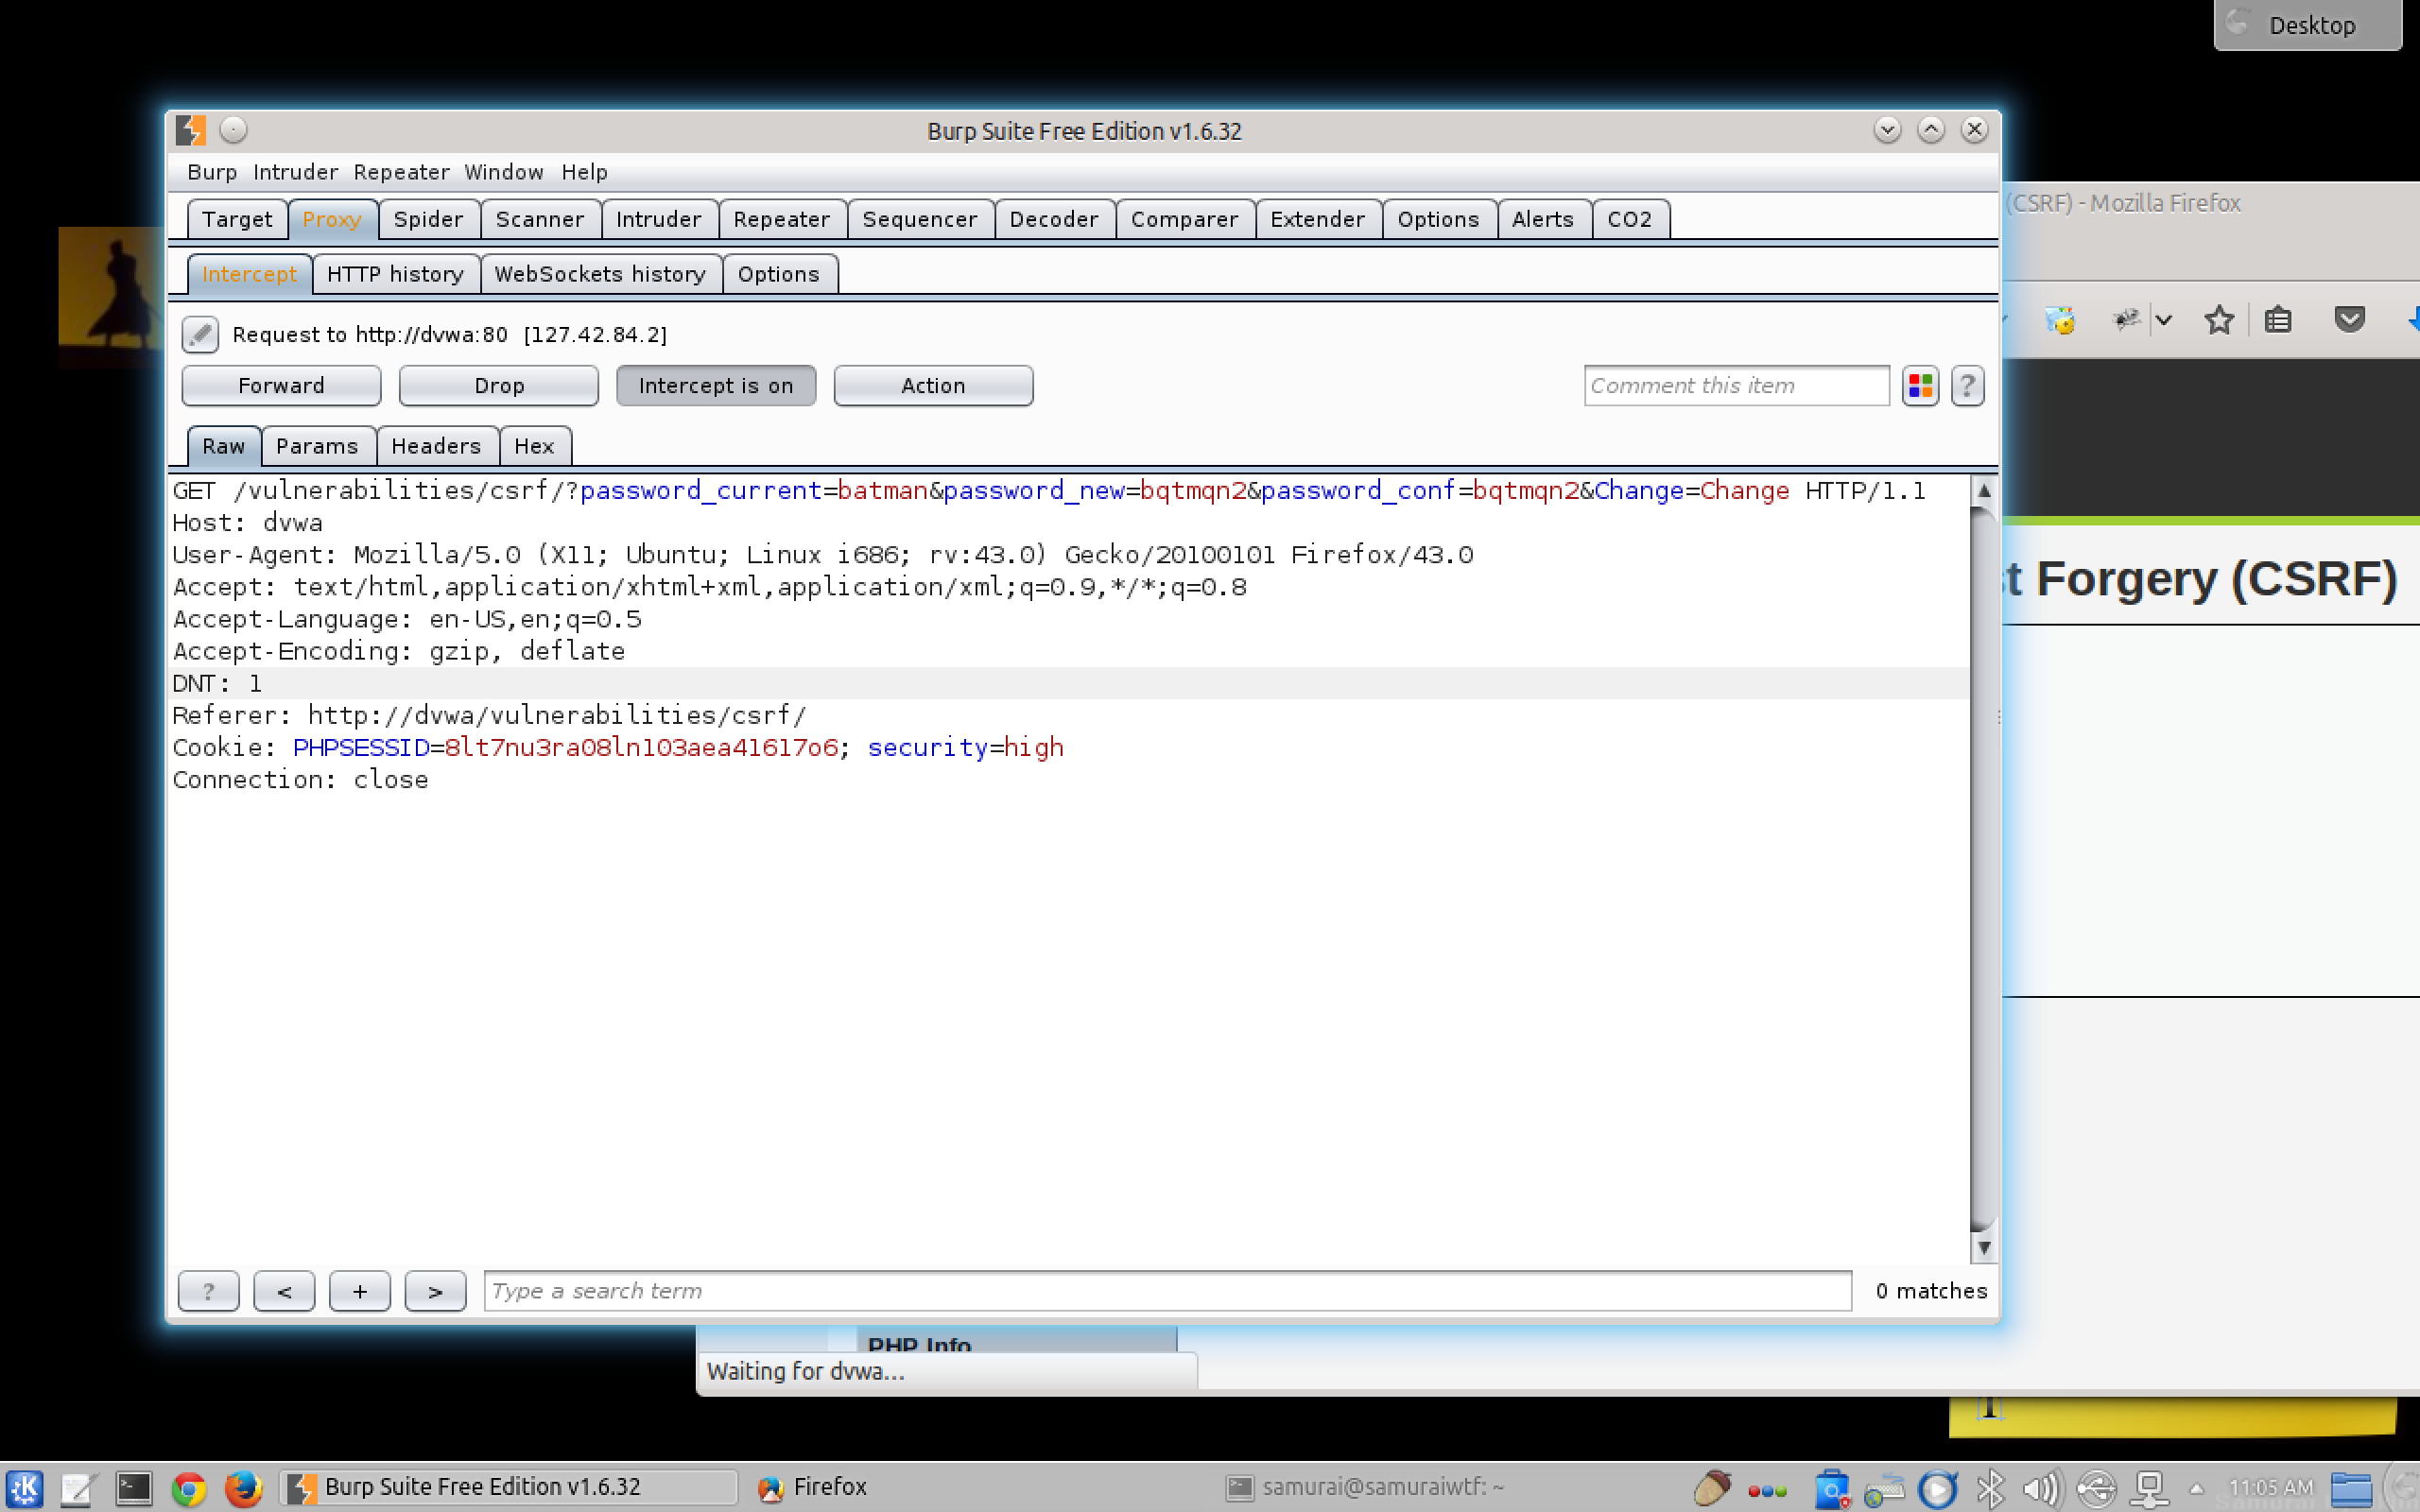 Desktop
Burp Suite Free Edition v1.6.32
Burp Intruder Repeater Window Help
(CSRF) - Mozilla Firefox
Target Proxy Spider Scanner Intruder Repeater Sequencer Decoder Comparer Extender Options Alerts CO2
Intercept HTTP history WebSockets history Options
Request to http://dvwa:80 [127.42.84.2]
Forward Drop Intercept is on Action Comment this item ?
Raw Params Headers Hex
GET /vulnerabilities/csrf/?password_current=batman&password_new=bqtmqn2&password_conf=bqtmqn2&Change=Change HTTP/1.1
Host: dvwa
User-Agent: Mozilla/5.0 (X11; Ubuntu; Linux i686; rv:43.0) Gecko/20100101 Firefox/43.0
Accept: text/html,application/xhtml+xml,application/xml;q=0.9,*/*;q=0.8
st Forgery (CSRF)
Accept-Language: en-US,en;q=0.5
Accept-Encoding: gzip, deflate
DNT: 1
Referer: http://dvwa/vulnerabilities/csrf/
Cookie: PHPSESSID=8lt7nu3ra08ln103aea41617o6; security=high
Connection: close
? < + > Type a search term 0 matches
PHP Info
Waiting for dvwa...
Burp Suite Free Edition v1.6.32 Firefox samurai@samuraiwtf: ~ 11:05 AM